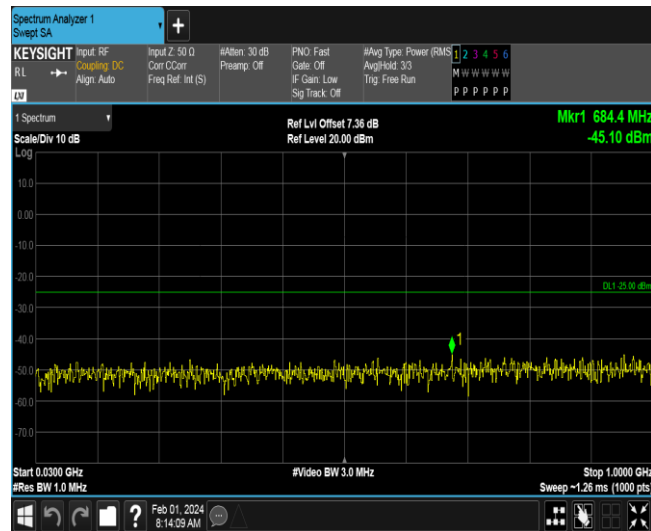 Spectrum Analyzer 1
Swept SA
+
KEYSIGHT
RL
LXI
Input: RF
Coupling: DC
Align: Auto
Input Z: 50 Ω
Corr CCorr
Freq Ref: Int (S)
#Atten: 30 dB
Preamp: Off
PNO: Fast
Gate: Off
IF Gain: Low
Sig Track: Off
#Avg Type: Power (RMS
Avg|Hold: 3/3
Trig: Free Run
1 2 3 4 5 6
M W W W W W
P P P P P P
1 Spectrum
Scale/Div 10 dB
Log
Ref Lvl Offset 7.36 dB
Ref Level 20.00 dBm
Mkr1 684.4 MHz
-45.10 dBm
10.0
0.00
-10.0
-20.0
DL1 -25.00 dBm
-30.0
-40.0
1
-50.0
-60.0
-70.0
Start 0.0300 GHz
#Res BW 1.0 MHz
#Video BW 3.0 MHz
Stop 1.0000 GHz
Sweep ~1.26 ms (1000 pts)
?
Feb 01, 2024
8:14:09 AM